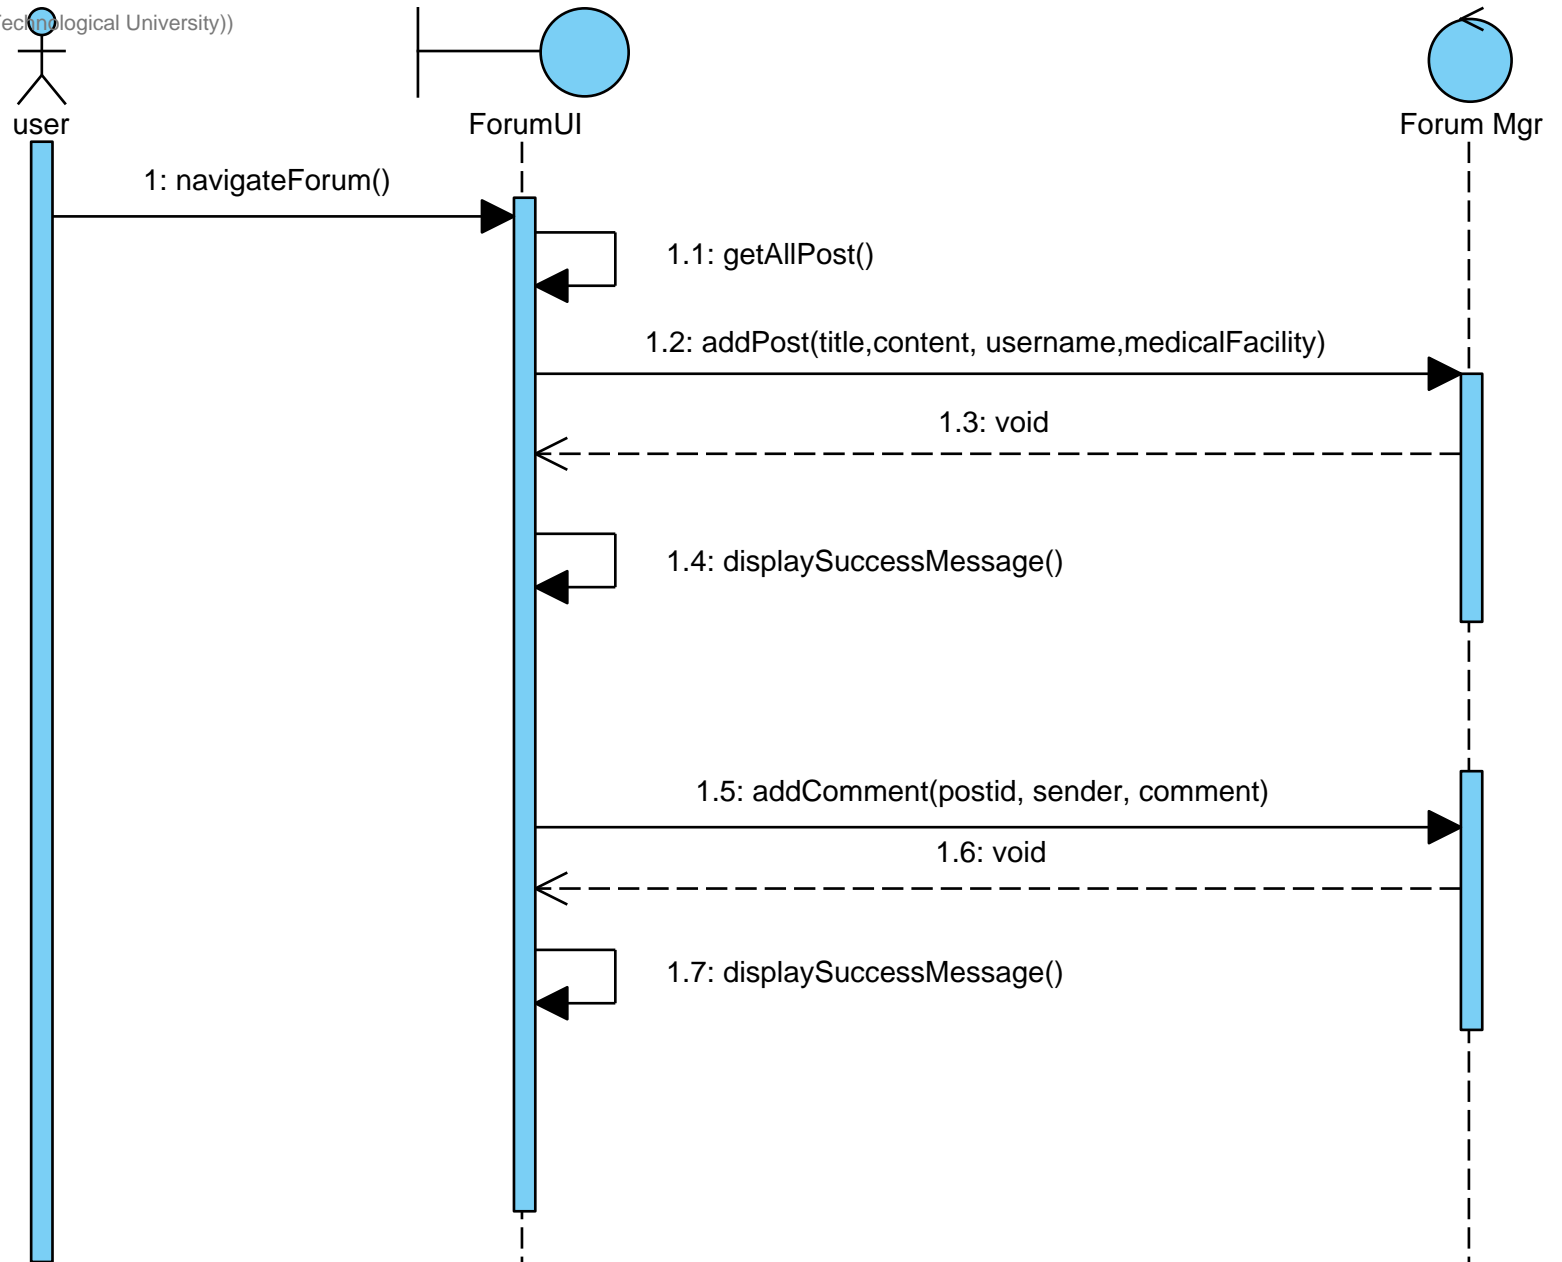 Technological University))
user
ForumUI
Forum Mgr
1: navigateForum()
1.1: getAllPost()
1.2: addPost(title,content, username,medicalFacility)
1.3: void
1.4: displaySuccessMessage()
1.5: addComment(postid, sender, comment)
1.6: void
1.7: displaySuccessMessage()